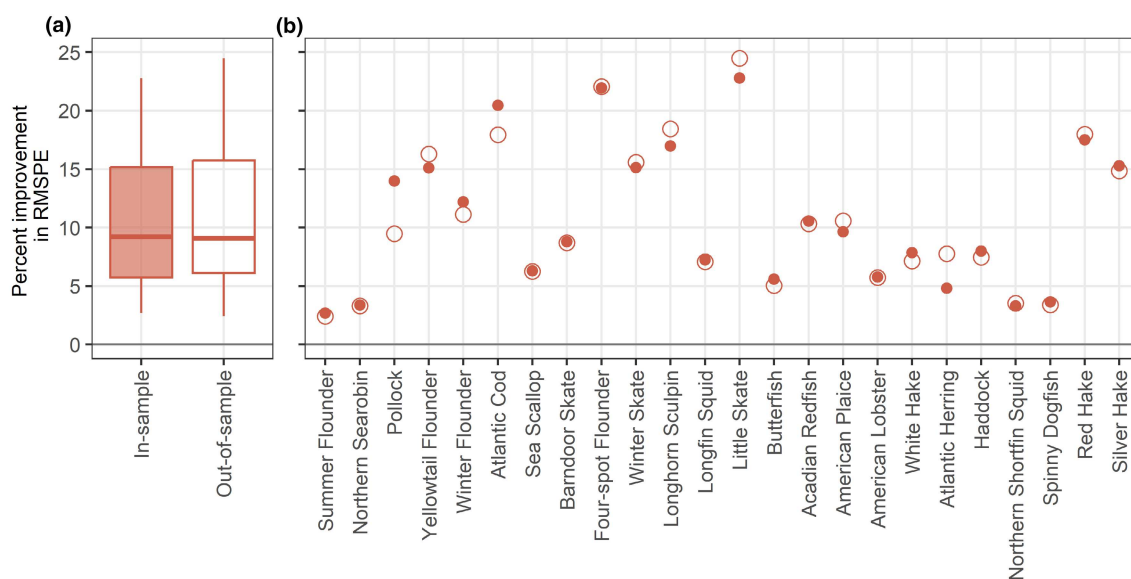 (a)
(b)
Percent improvement
in RMSPE
25
20
15
10
5
0
In-sample
Out-of-sample
Summer Flounder
Northern Searobin
Pollock
Yellowtail Flounder
Winter Flounder
Atlantic Cod
Sea Scallop
Barndoor Skate
Four-spot Flounder
Winter Skate
Longhorn Sculpin
Longfin Squid
Little Skate
Butterfish
Acadian Redfish
American Plaice
American Lobster
White Hake
Atlantic Herring
Haddock
Northern Shortfin Squid
Spinny Dogfish
Red Hake
Silver Hake